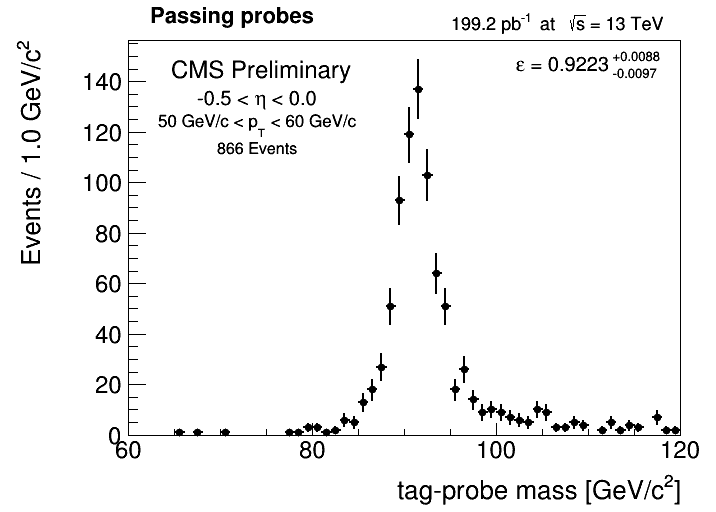 Passing probes
199.2 pb⁻¹ at √s = 13 TeV
CMS Preliminary
-0.5 < η < 0.0
50 GeV/c < p_T < 60 GeV/c
866 Events
ε = 0.9223 +0.0088 -0.0097
Events / 1.0 GeV/c²
140
120
100
80
60
40
20
0
60 80 100 120
tag-probe mass [GeV/c²]